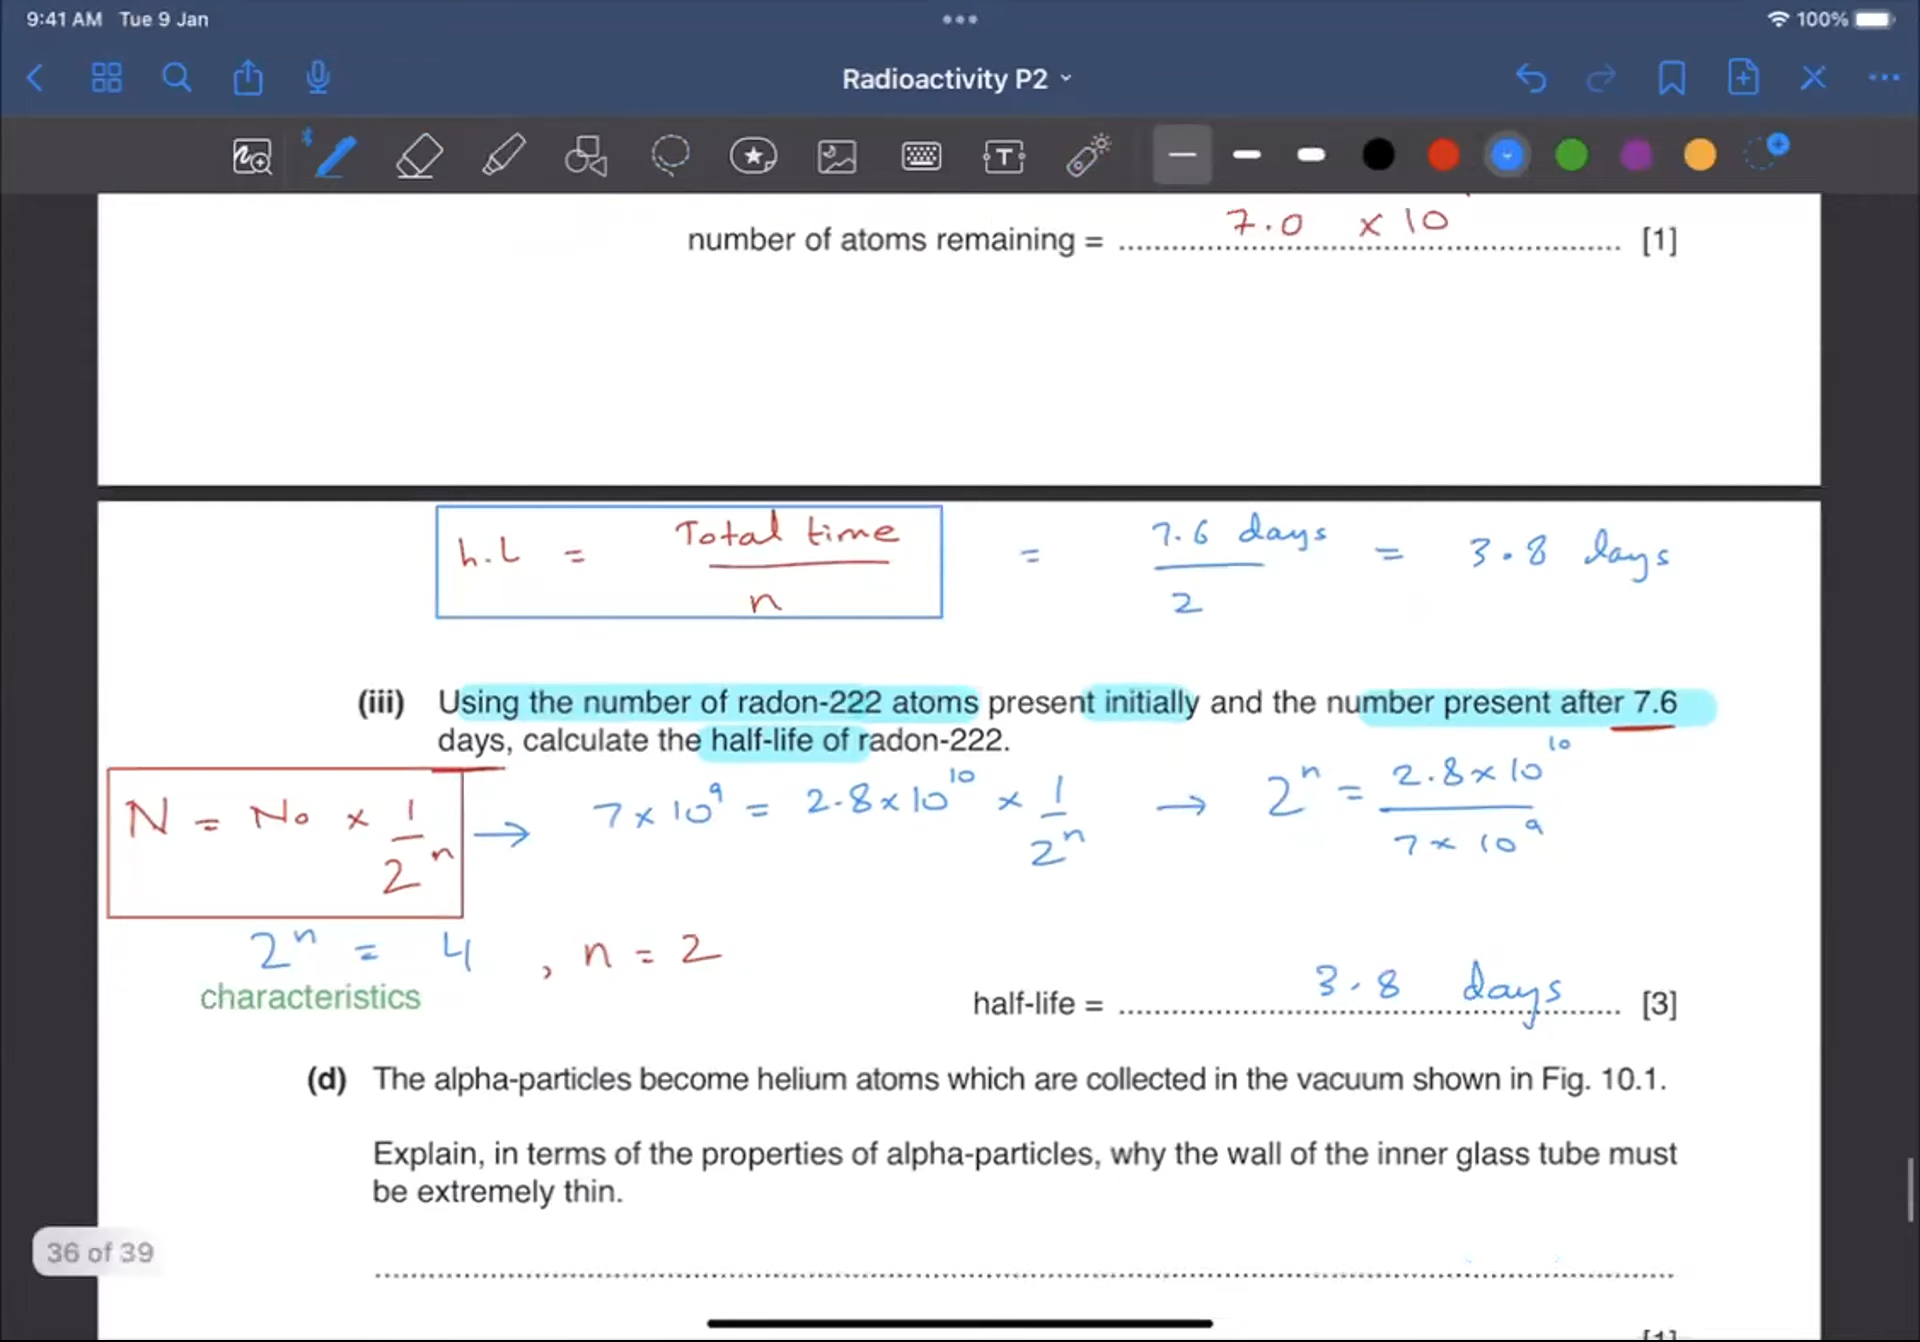 9:41 AM Tue 9 Jan
100%
Radioactivity P2
number of atoms remaining = 7.0 x 10 [1]
h.L = Total time / n = 7.6 days / 2 = 3.8 days
(iii) Using the number of radon-222 atoms present initially and the number present after 7.6
days, calculate the half-life of radon-222.
N = No x 1 / 2^n → 7 x 10^9 = 2.8 x 10^10 x 1 / 2^n → 2^n = 2.8 x 10^10 / 7 x 10^9
2^n = 4 , n = 2
characteristics
half-life = 3.8 days [3]
(d) The alpha-particles become helium atoms which are collected in the vacuum shown in Fig. 10.1.
Explain, in terms of the properties of alpha-particles, why the wall of the inner glass tube must
be extremely thin.
36 of 39